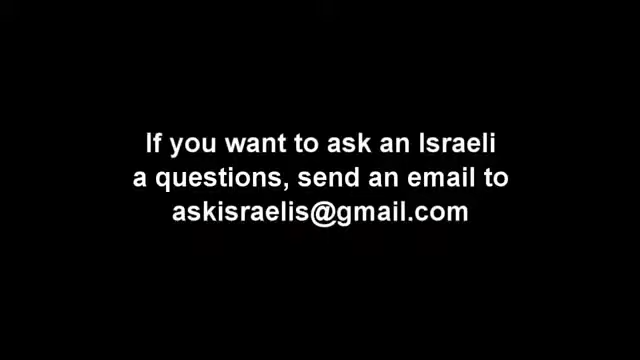 If you want to ask an Israeli
a questions, send an email to
askisraelis@gmail.com